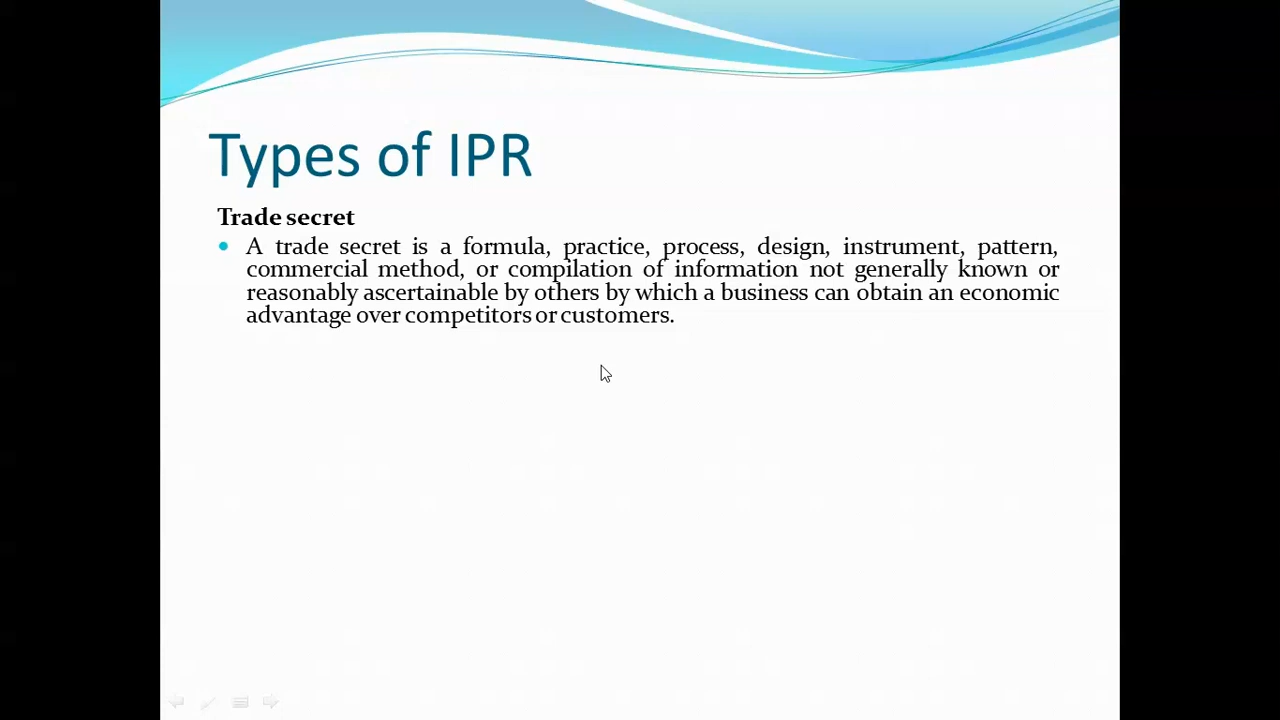 Types of IPR
Trade secret
• A trade secret is a formula, practice, process, design, instrument, pattern,
commercial method, or compilation of information not generally known or
reasonably ascertainable by others by which a business can obtain an economic
advantage over competitors or customers.